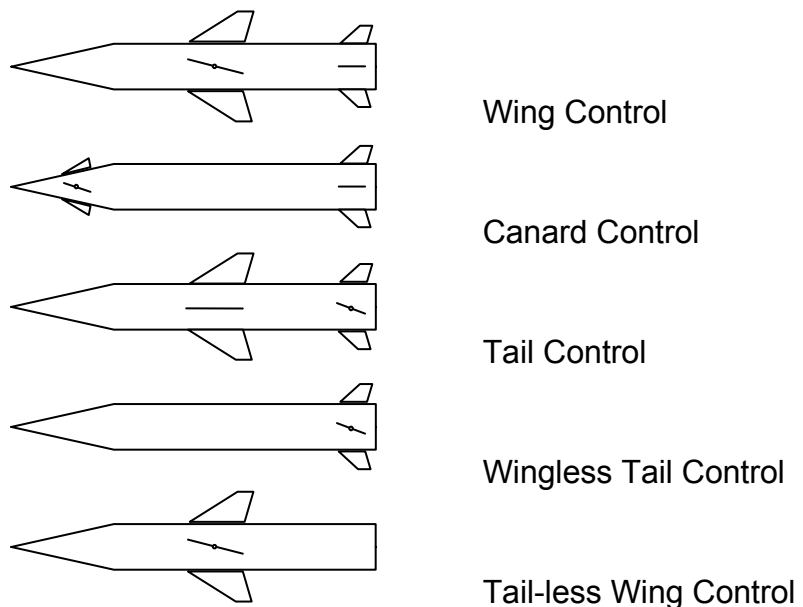 Wing Control
Canard Control
Tail Control
Wingless Tail Control
Tail-less Wing Control